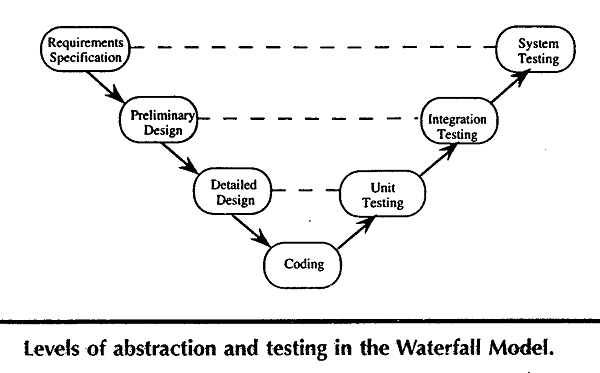 Requirements
Specification
System
Testing
Preliminary
Design
Integration
Testing
Detailed
Design
Unit
Testing
Coding
Levels of abstraction and testing in the Waterfall Model.